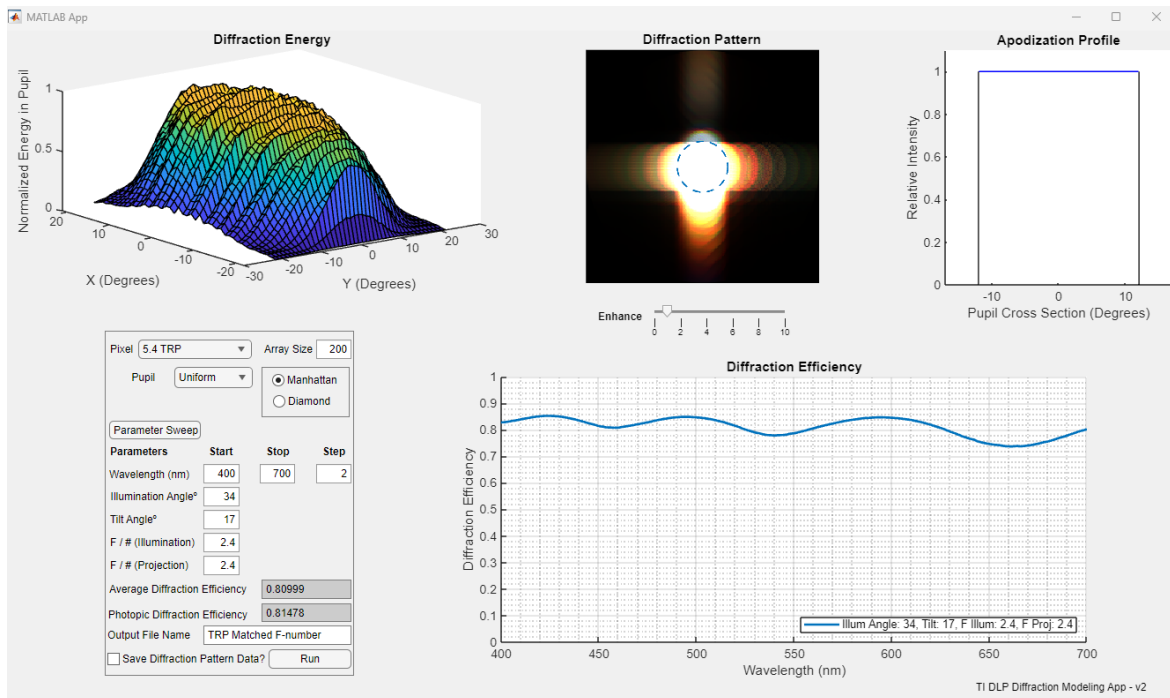 MATLAB App
Diffraction Energy
Normalized Energy in Pupil
1
0.5
0
20
10
0
-10
-20
X (Degrees)
-30
-20
-10
0
10
20
30
Y (Degrees)
Diffraction Pattern
Enhance
0 2 4 6 8 10
Apodization Profile
Relative Intensity
1
0.8
0.6
0.4
0.2
0
-10 0 10
Pupil Cross Section (Degrees)
Pixel 5.4 TRP Array Size 200
Pupil Uniform
Manhattan
Diamond
Parameter Sweep
Parameters Start Stop Step
Wavelength (nm) 400 700 2
Illumination Angleº 34
Tilt Angleº 17
F / # (Illumination) 2.4
F / # (Projection) 2.4
Average Diffraction Efficiency 0.80999
Photopic Diffraction Efficiency 0.81478
Output File Name TRP Matched F-number
Save Diffraction Pattern Data? Run
Diffraction Efficiency
Diffraction Efficiency
1
0.9
0.8
0.7
0.6
0.5
0.4
0.3
0.2
0.1
0
Illum Angle: 34, Tilt: 17, F Illum: 2.4, F Proj: 2.4
400 450 500 550 600 650 700
Wavelength (nm)
TI DLP Diffraction Modeling App - v2